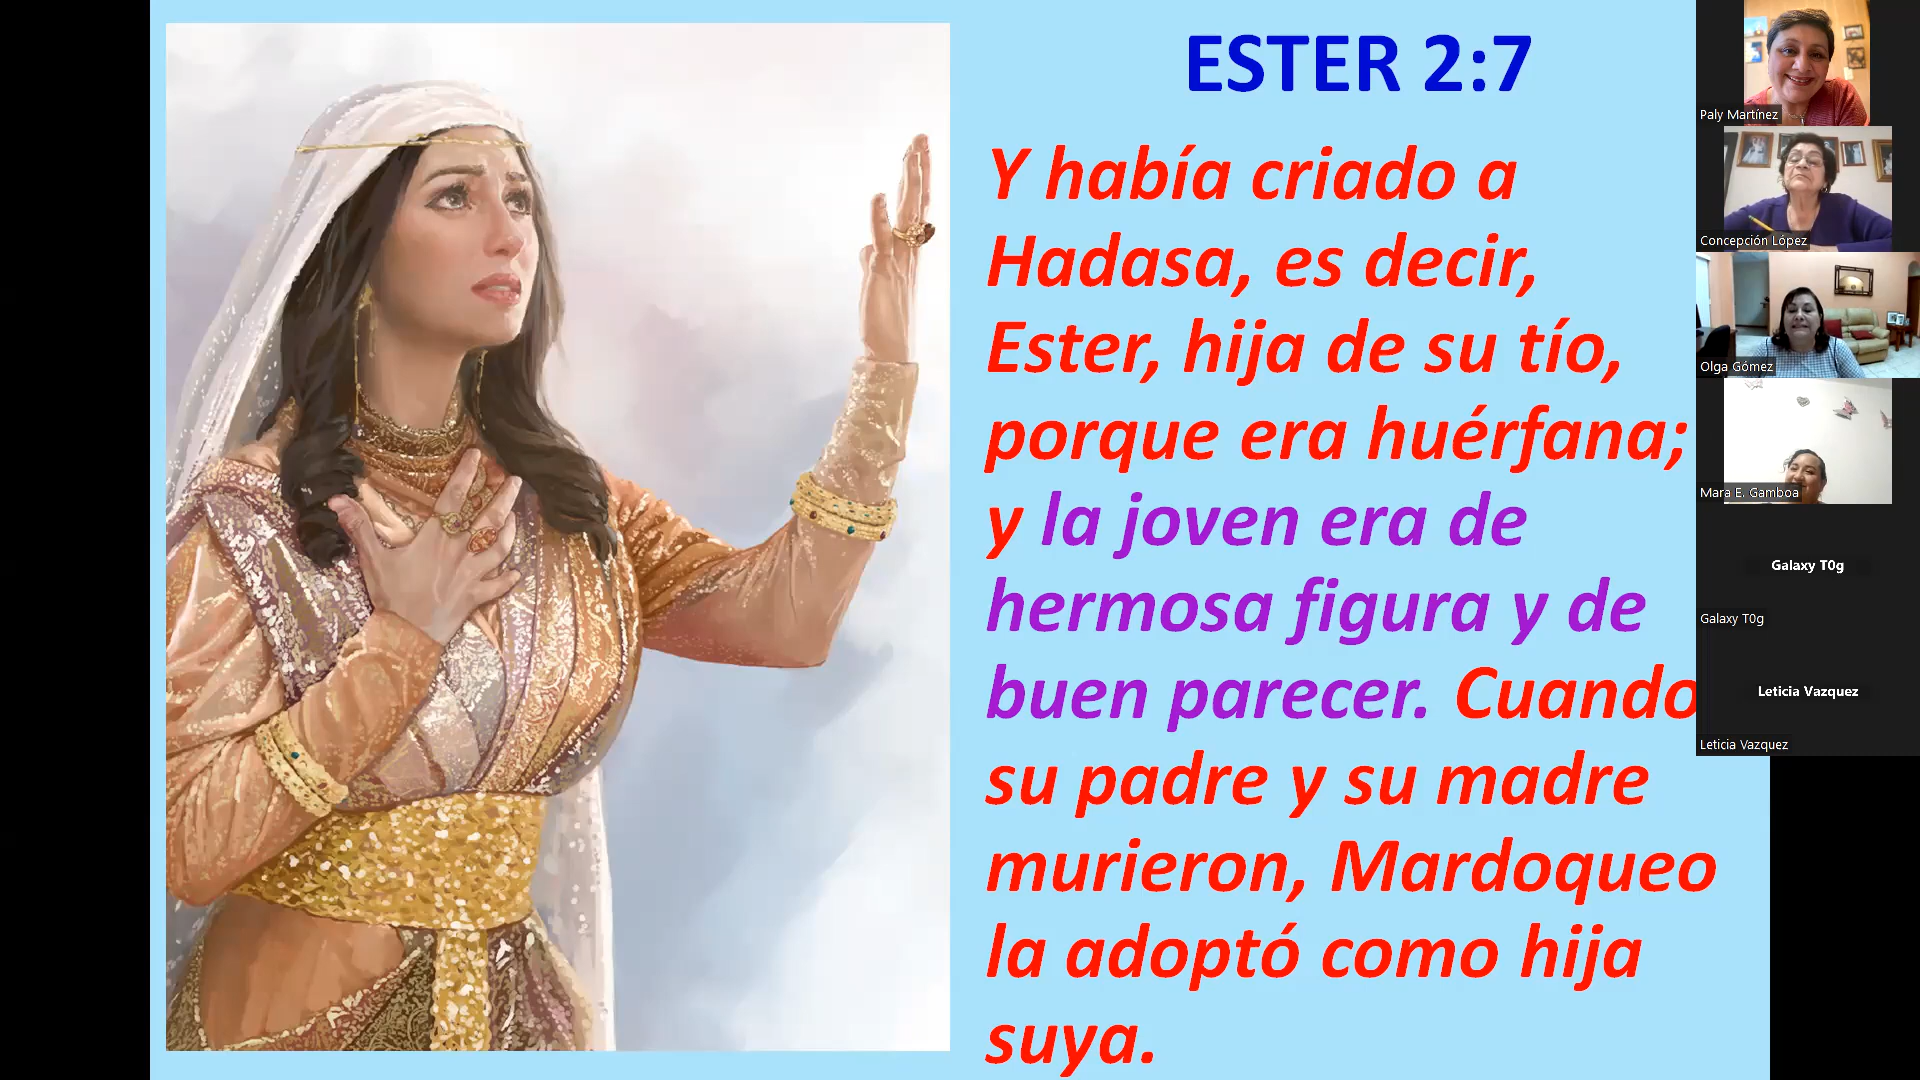 ESTER 2:7
Y había criado a
Hadasa, es decir,
Ester, hija de su tío,
porque era huérfana;
y la joven era de
hermosa figura y de
buen parecer. Cuando
su padre y su madre
murieron, Mardoqueo
la adoptó como hija
suya.
Paly Martínez
Concepción López
Olga Gómez
Mara E. Gamboa
Galaxy T0g
Galaxy T0g
Leticia Vazquez
Leticia Vazquez